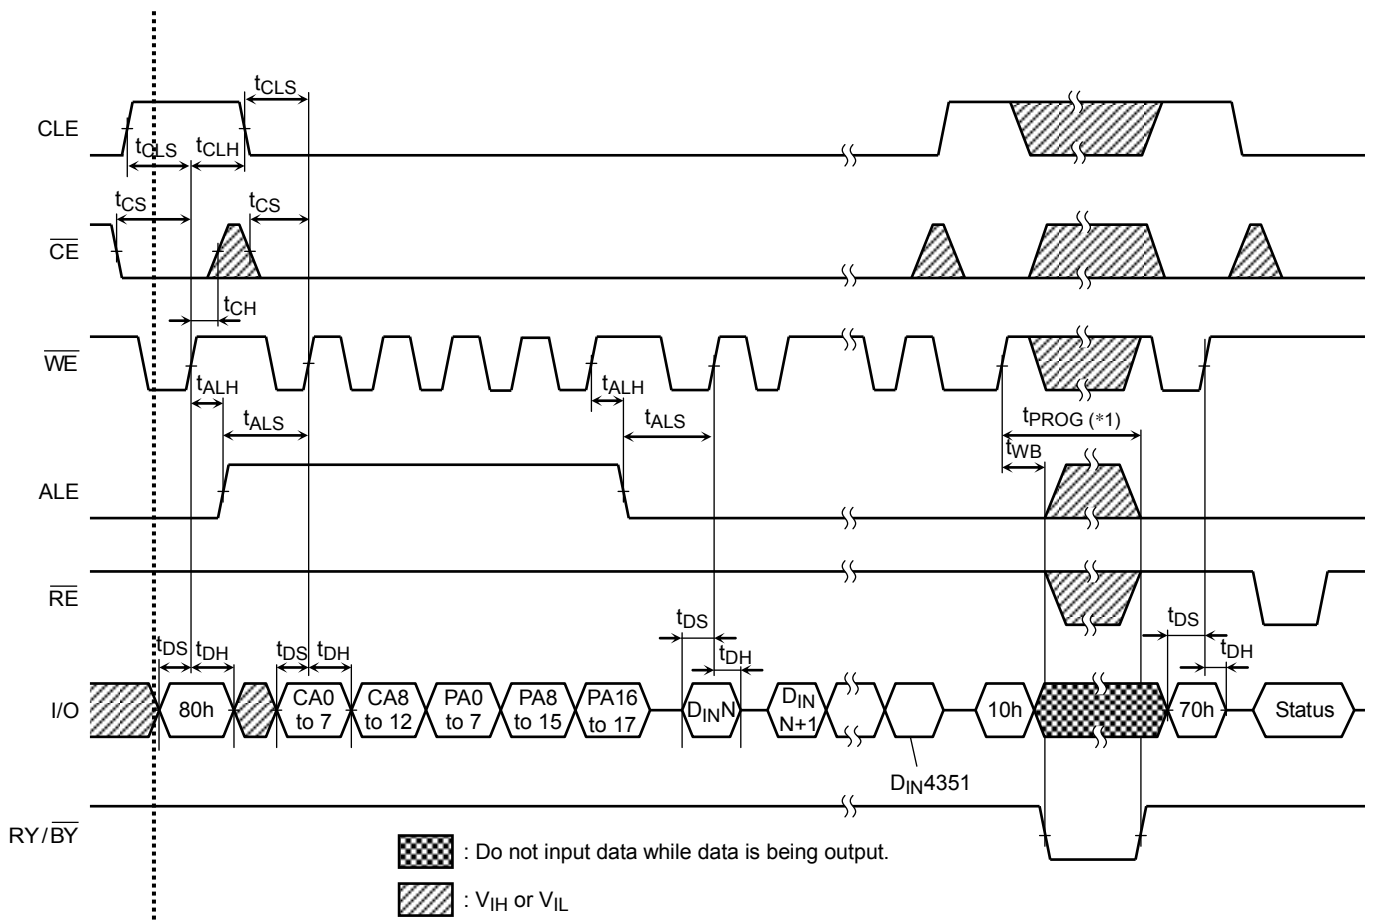 tCLS
CLE
tCLS tCLH
tCS tCS
CE
tCH
WE
tALH tALH
tALS tALS tPROG (*1)
tWB
ALE
RE
tDS tDH tDS tDH tDS tDH tDS tDH
I/O 80h CA0 to 7 CA8 to 12 PA0 to 7 PA8 to 15 PA16 to 17 DINN DIN N+1 10h 70h Status
DIN4351
RY/BY
: Do not input data while data is being output.
: VIH or VIL